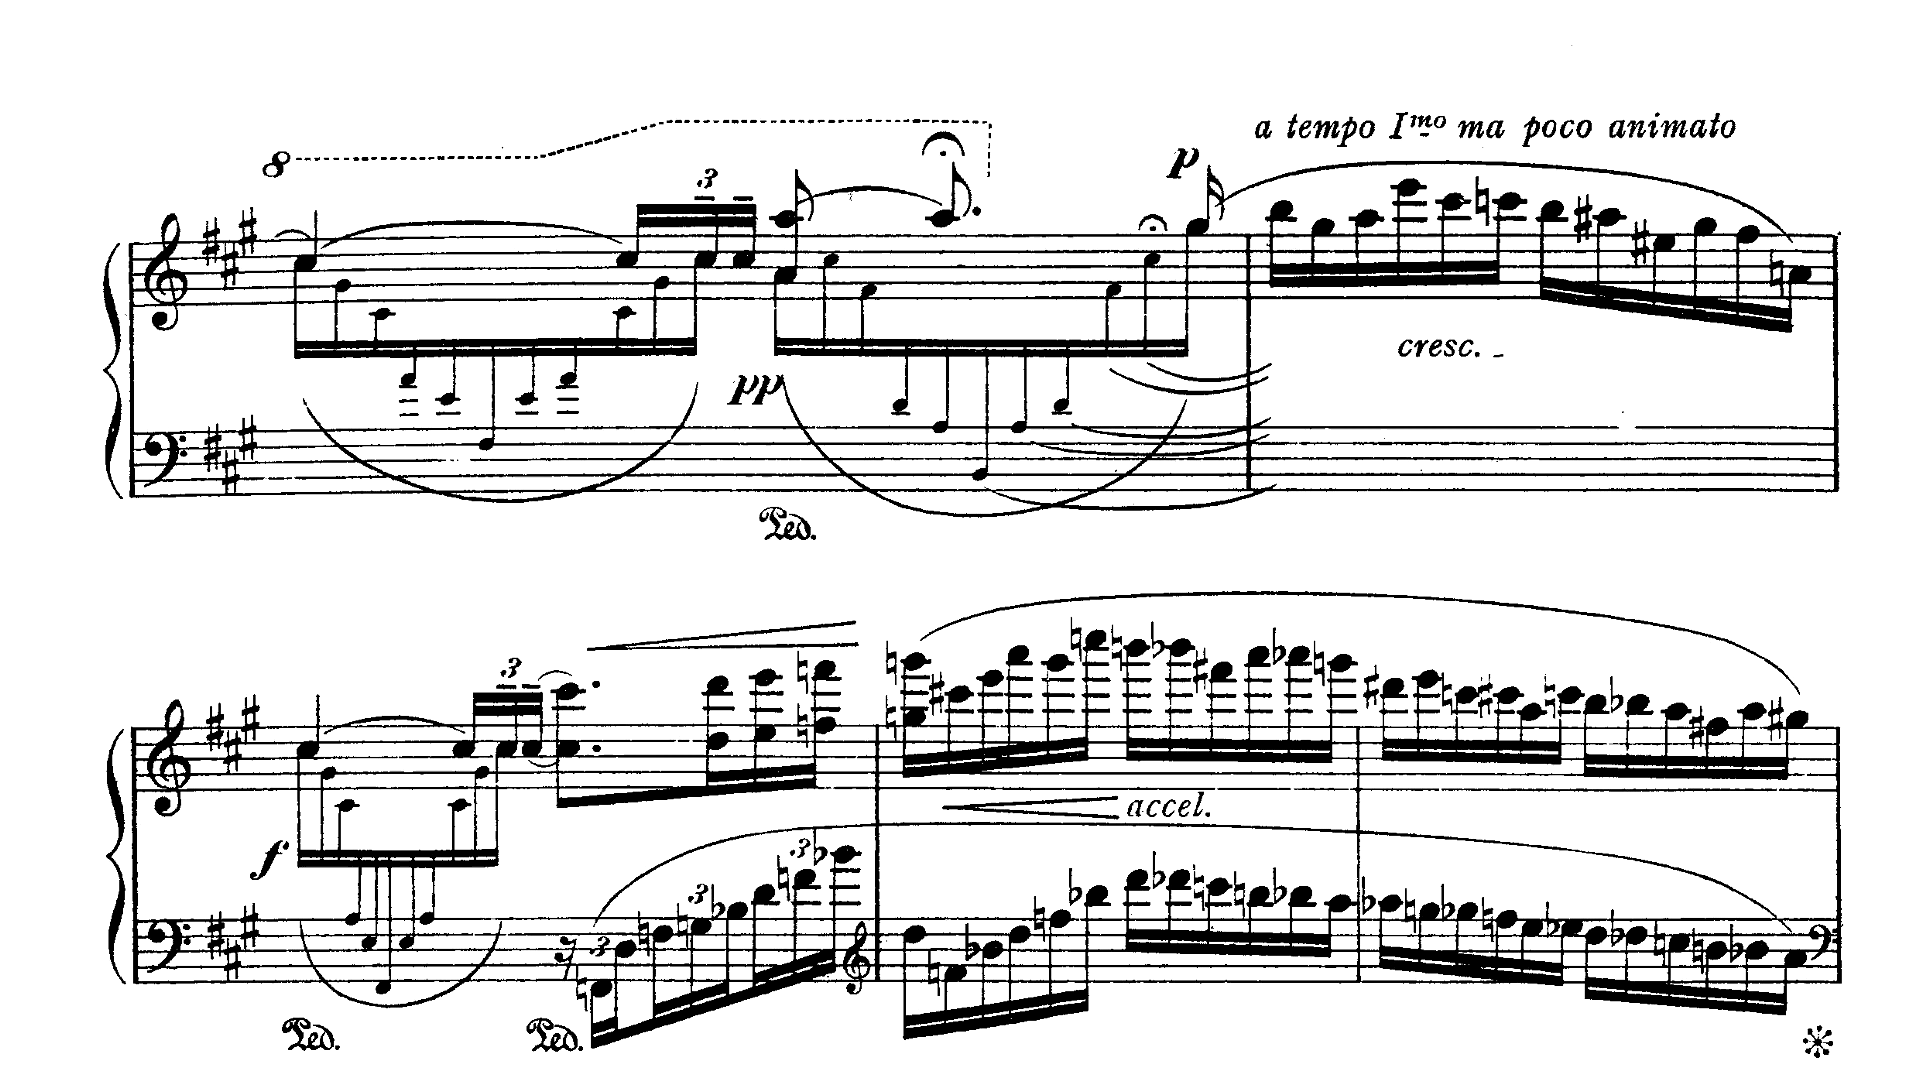 a tempo Imo ma poco animato
8
3
p
cresc.
pp
Ped.
3
f
accel.
3
3
3
Ped.
Ped.